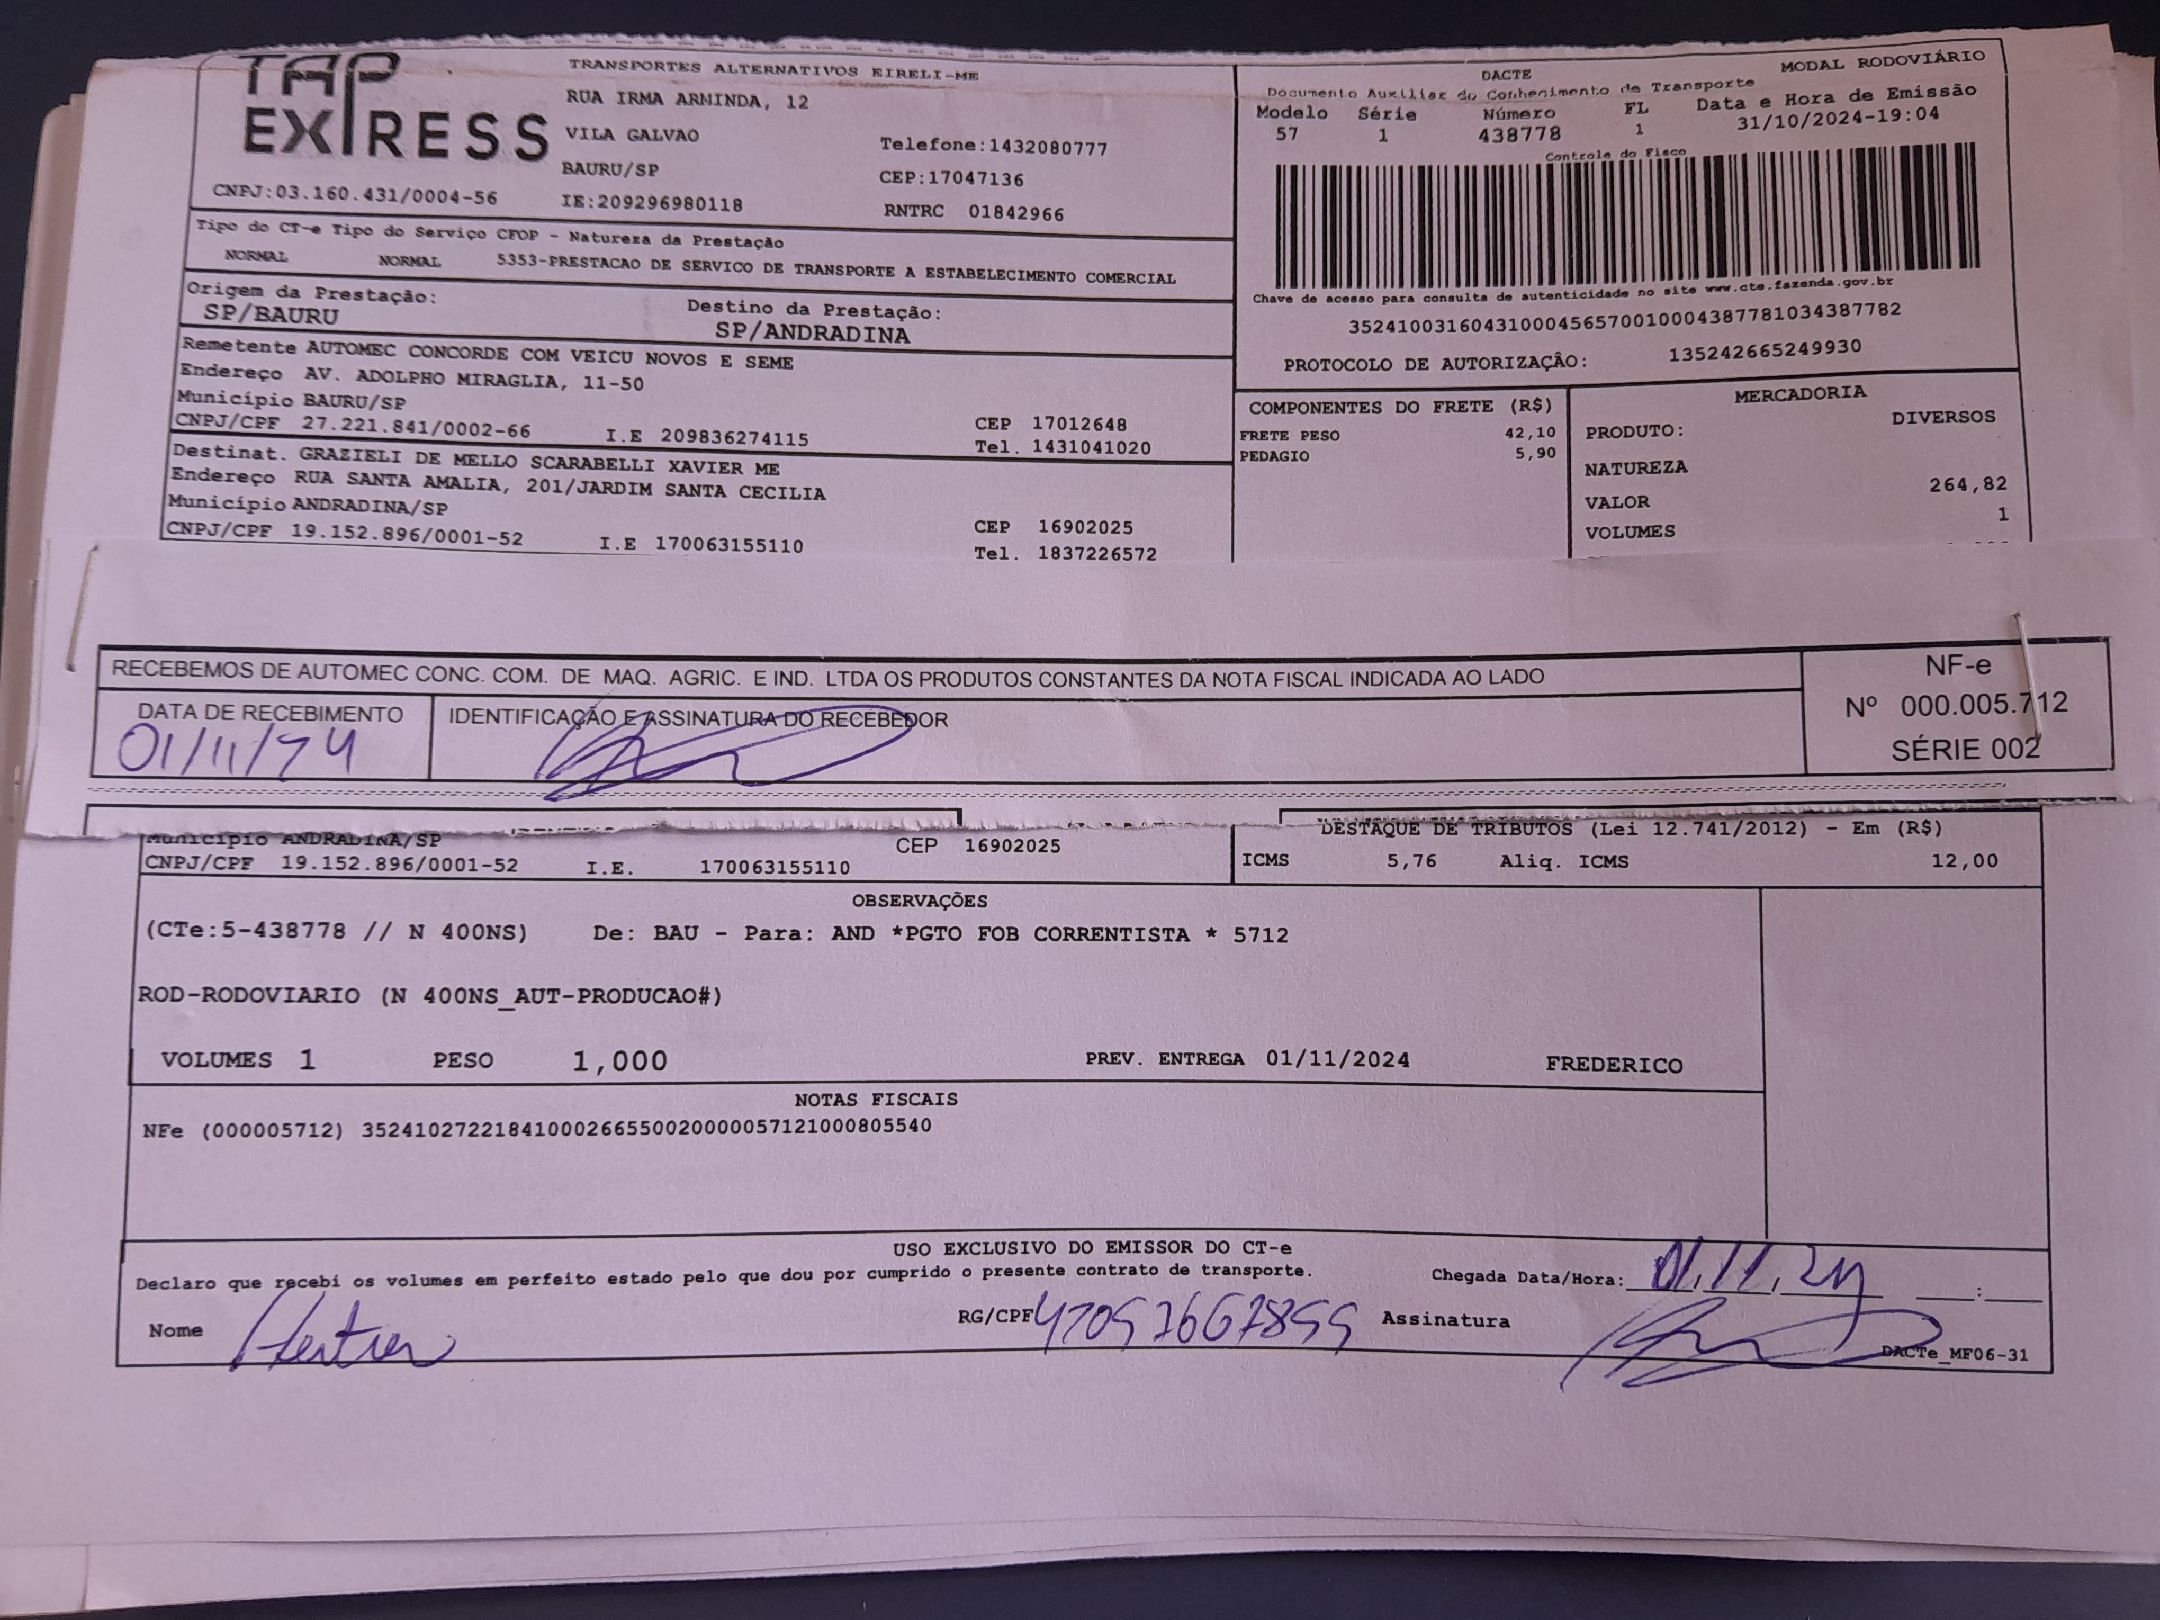 TAP EXPRESS
TRANSPORTES ALTERNATIVOS EIRELI-ME
RUA IRMA ARMINDA, 12
VILA GALVAO
Telefone:1432080777
BAURU/SP
CEP:17047136
CNPJ:03.160.431/0004-56
IE:209296980118
RNTRC 01842966
Tipo do CT-e Tipo do Serviço CFOP - Natureza da Prestação
NORMAL NORMAL 5353-PRESTACAO DE SERVICO DE TRANSPORTE A ESTABELECIMENTO COMERCIAL
Origem da Prestação: Destino da Prestação:
SP/BAURU SP/ANDRADINA
Remetente AUTOMEC CONCORDE COM VEICU NOVOS E SEME
Endereço AV. ADOLPHO MIRAGLIA, 11-50
Município BAURU/SP CEP 17012648
CNPJ/CPF 27.221.841/0002-66 I.E 209836274115 Tel. 1431041020
Destinat. GRAZIELI DE MELLO SCARABELLI XAVIER ME
Endereço RUA SANTA AMALIA, 201/JARDIM SANTA CECILIA
Município ANDRADINA/SP CEP 16902025
CNPJ/CPF 19.152.896/0001-52 I.E 170063155110 Tel. 1837226572
DACTE MODAL RODOVIÁRIO
Documento Auxiliar do Conhecimento de Transporte
Modelo Série Número FL Data e Hora de Emissão
57 1 438778 1 31/10/2024-19:04
Controle do Fisco
Chave de acesso para consulta de autenticidade no site www.cte.fazenda.gov.br
35241003160431000456570010004387781034387782
PROTOCOLO DE AUTORIZAÇÃO: 135242665249930
COMPONENTES DO FRETE (R$)
FRETE PESO 42,10
PEDAGIO 5,90
MERCADORIA
PRODUTO: DIVERSOS
NATUREZA
VALOR 264,82
VOLUMES 1
RECEBEMOS DE AUTOMEC CONC. COM. DE MAQ. AGRIC. E IND. LTDA OS PRODUTOS CONSTANTES DA NOTA FISCAL INDICADA AO LADO
DATA DE RECEBIMENTO IDENTIFICAÇÃO E ASSINATURA DO RECEBEDOR
01/11/24
NF-e
Nº 000.005.712
SÉRIE 002
Município ANDRADINA/SP CEP 16902025
CNPJ/CPF 19.152.896/0001-52 I.E. 170063155110
DESTAQUE DE TRIBUTOS (Lei 12.741/2012) - Em (R$)
ICMS 5,76 Aliq. ICMS 12,00
OBSERVAÇÕES
(CTe:5-438778 // N 400NS) De: BAU - Para: AND *PGTO FOB CORRENTISTA * 5712
ROD-RODOVIARIO (N 400NS_AUT-PRODUCAO#)
VOLUMES 1 PESO 1,000 PREV. ENTREGA 01/11/2024 FREDERICO
NOTAS FISCAIS
NFe (000005712) 35241027221841000266550020000057121000805540
USO EXCLUSIVO DO EMISSOR DO CT-e
Declaro que recebi os volumes em perfeito estado pelo que dou por cumprido o presente contrato de transporte. Chegada Data/Hora: 01.11.24 :
Nome RG/CPF Assinatura
DACTe_MF06-31